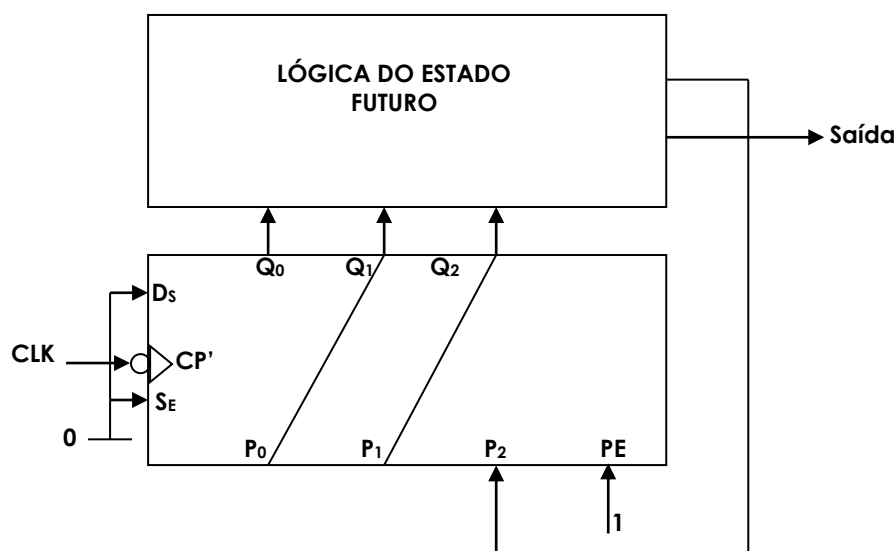 LÓGICA DO ESTADO
FUTURO
Saída
Q0 Q1 Q2
DS
CLK
CP’
SE
0
P0 P1 P2 PE
1